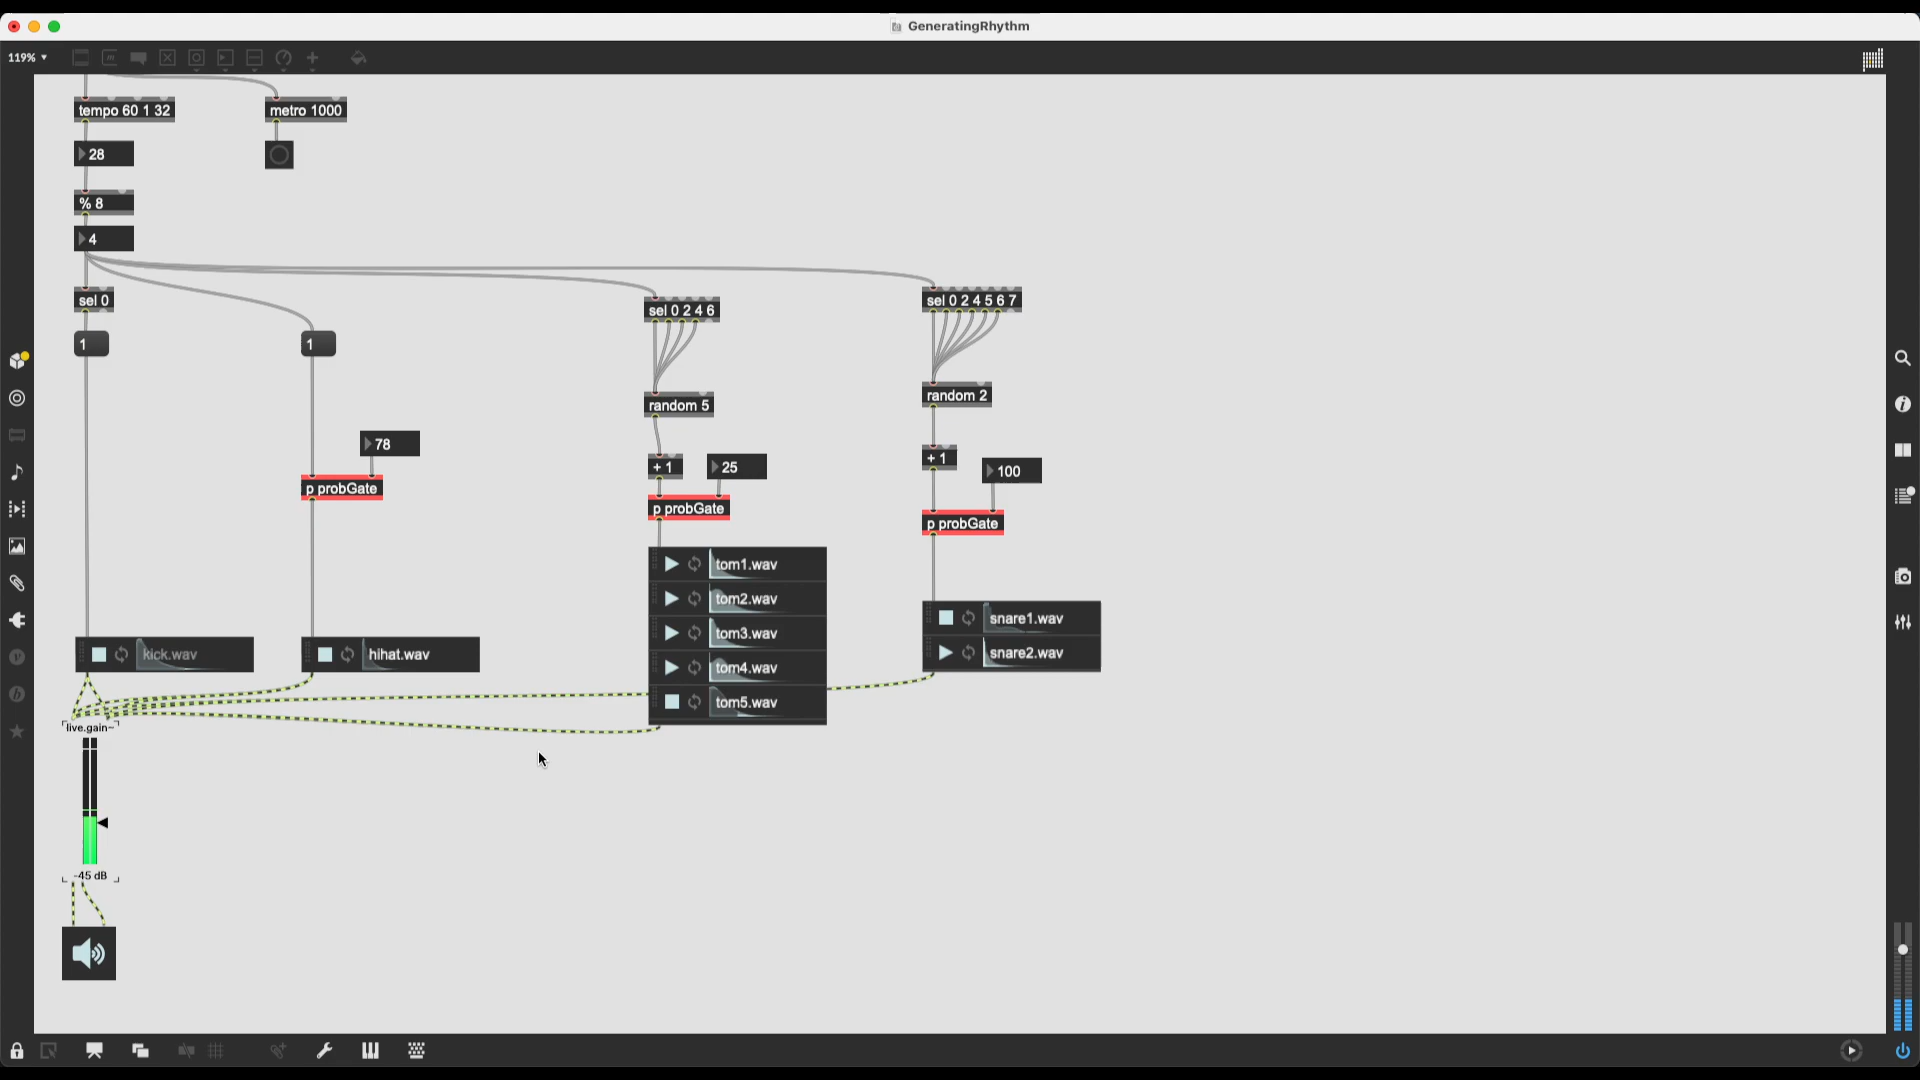 GeneratingRhythm
119%
tempo 60 1 32
metro 1000
28
% 8
4
sel 0
sel 0 2 4 6
sel 0 2 4 5 6 7
1
1
random 5
random 2
78
+ 1
25
+ 1
100
p probGate
p probGate
p probGate
tom1.wav
tom2.wav
tom3.wav
tom4.wav
tom5.wav
snare1.wav
snare2.wav
kick.wav
hihat.wav
live.gain~
-45 dB